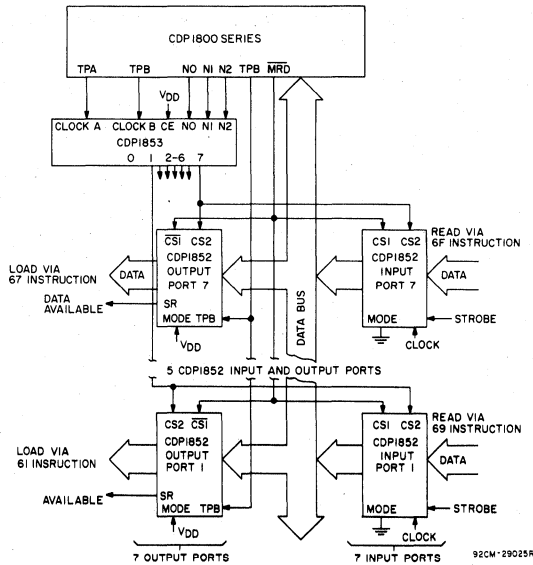 CDP1800 SERIES
TPA TPB N0 N1 N2 TPB MRD
VDD
CLOCK A CLOCK B CE N0 N1 N2
CDP1853
0 1 2-6 7
CS1 CS2
CDP1852
OUTPUT
PORT 7
SR
MODE TPB
LOAD VIA
67 INSTRUCTION
DATA
DATA
AVAILABLE
VDD
DATA BUS
CS1 CS2
CDP1852
INPUT
PORT 7
MODE
READ VIA
6F INSTRUCTION
DATA
STROBE
CLOCK
5 CDP1852 INPUT AND OUTPUT PORTS
CS2 CS1
CDP1852
OUTPUT
PORT 1
SR
MODE TPB
LOAD VIA
61 INSTRUCTION
AVAILABLE
VDD
CS1 CS2
CDP1852
INPUT
PORT 1
MODE
READ VIA
69 INSTRUCTION
DATA
STROBE
CLOCK
7 OUTPUT PORTS
7 INPUT PORTS
92CM-29025R